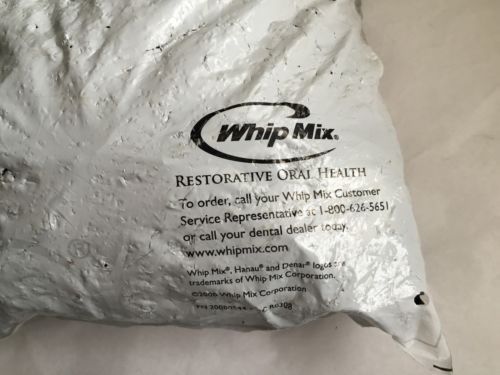 Whip Mix®
RESTORATIVE ORAL HEALTH
To order, call your Whip Mix Customer
Service Representative at 1-800-626-5651
or call your dental dealer today.
www.whipmix.com
Whip Mix®, Hanau® and Denar® logos are
trademarks of Whip Mix Corporation.
©2006 Whip Mix Corporation